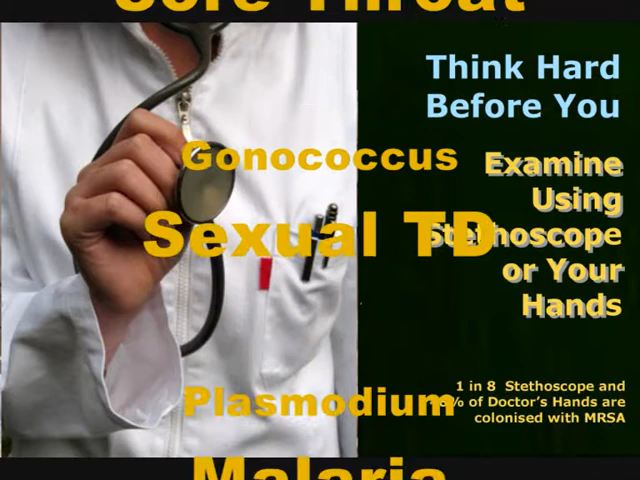 Sore Throat
Think Hard
Before You
Gonococcus
Examine
Using
Sexual TD
Stethoscope
or Your
Hands
1 in 8 Stethoscope and
% of Doctor's Hands are
colonised with MRSA
Plasmodium
Malaria